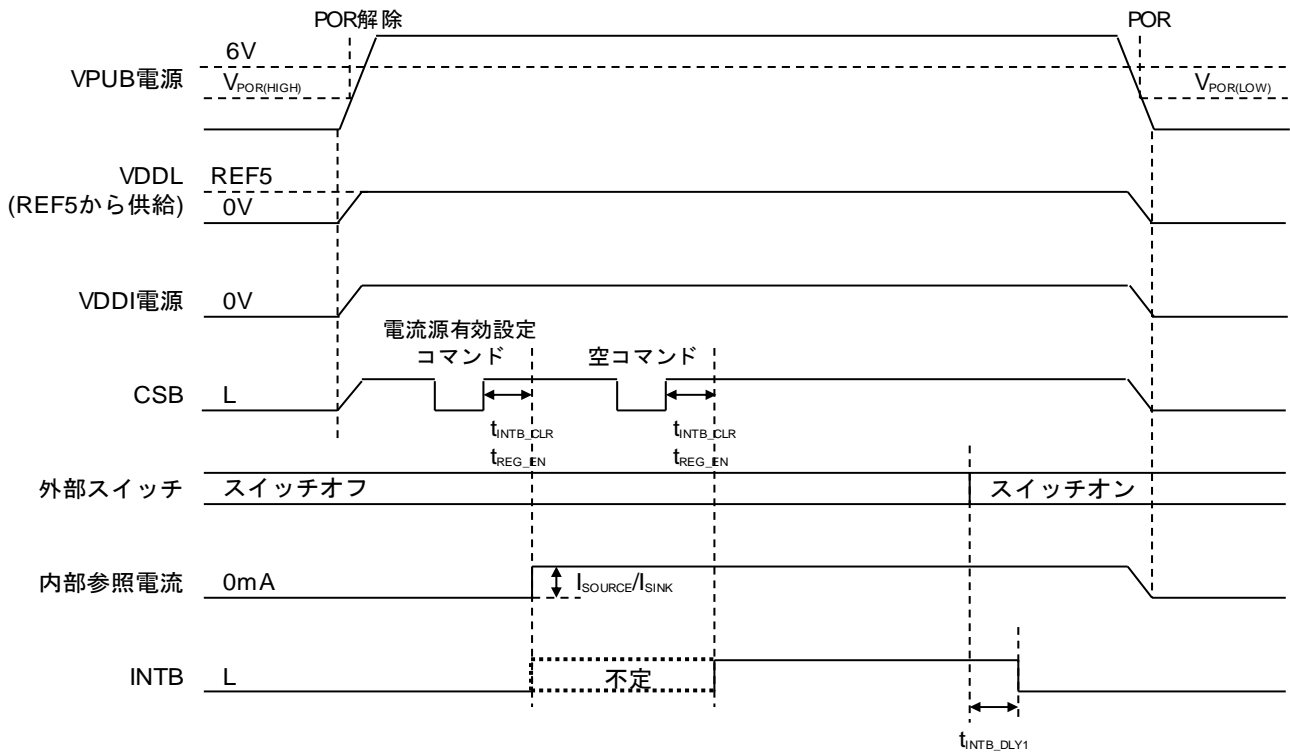 POR解除
POR
6V
VPUB電源
VPOR(HIGH)
VPOR(LOW)
VDDL
REF5
(REF5から供給)
0V
VDDI電源
0V
電流源有効設定
コマンド
空コマンド
CSB
L
tINTB_CLR
tREG_EN
tINTB_CLR
tREG_EN
外部スイッチ
スイッチオフ
スイッチオン
内部参照電流
0mA
ISOURCE/ISINK
INTB
L
不定
tINTB_DLY1